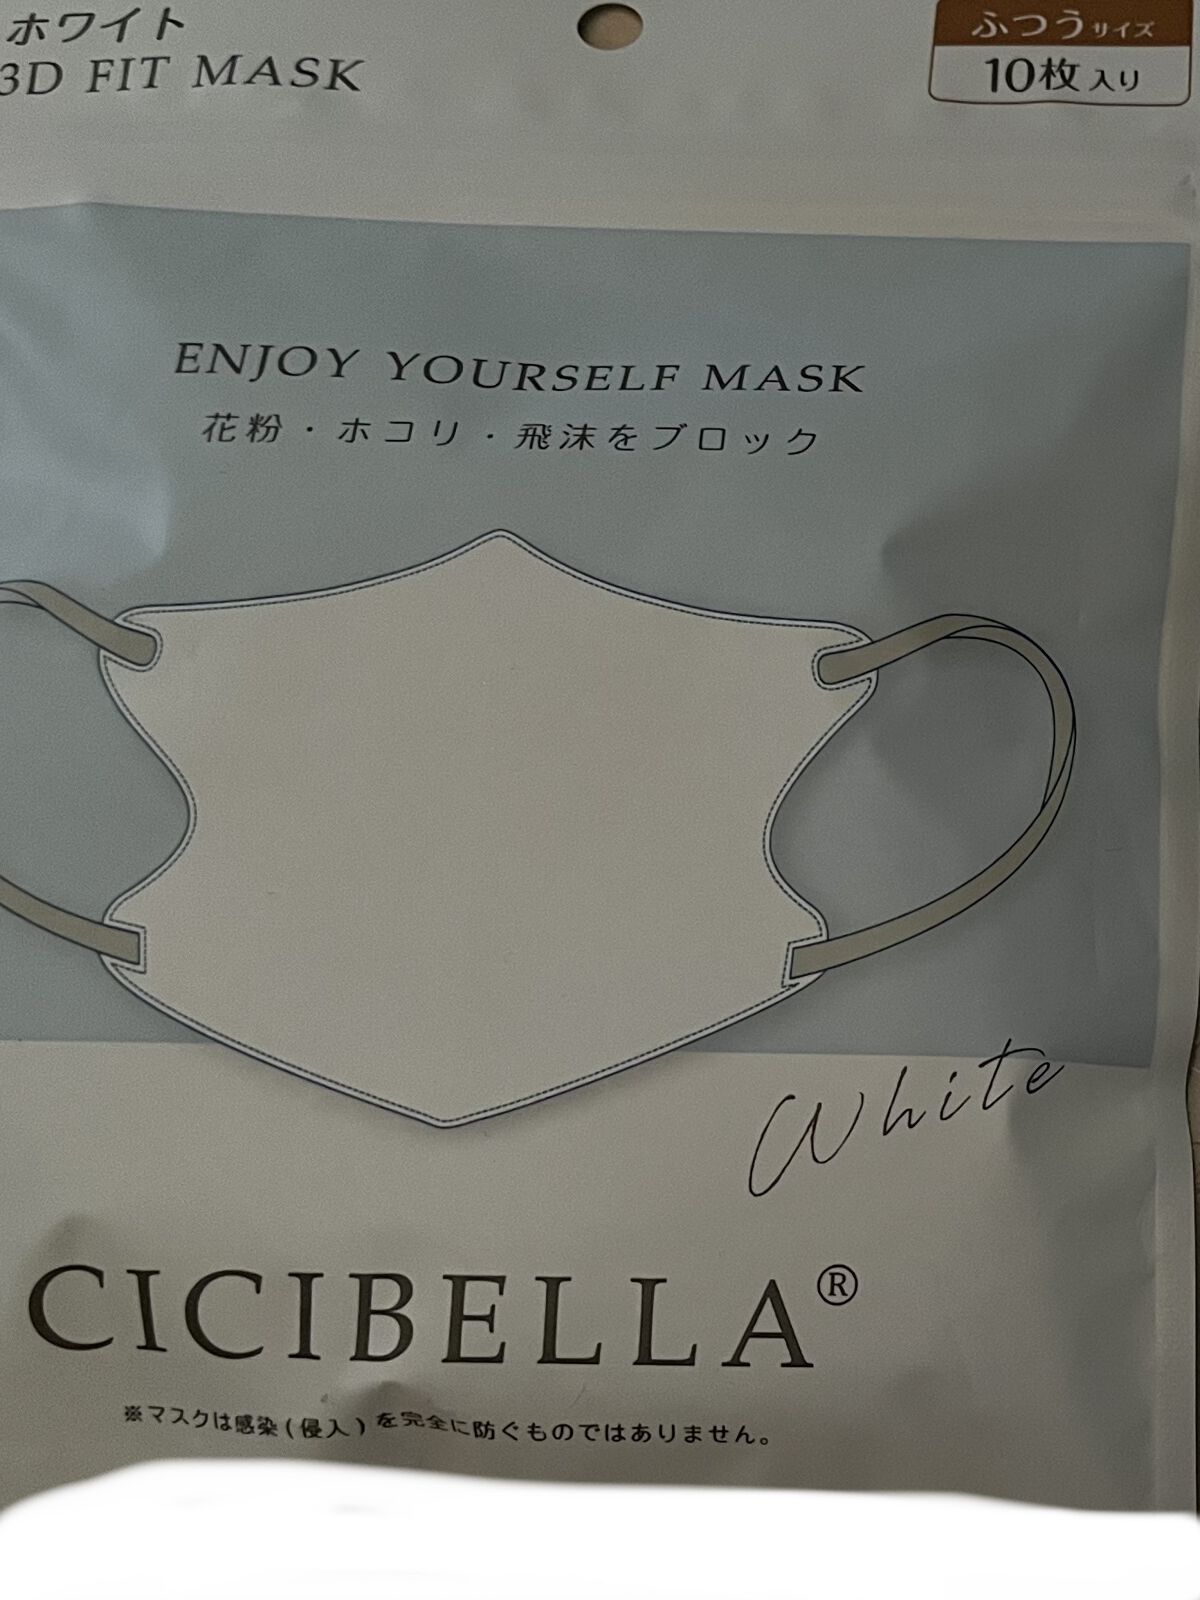 ホワイト
3D FIT MASK
ふつうサイズ
10枚入り
ENJOY YOURSELF MASK
花粉・ホコリ・飛沫をブロック
White
CICIBELLA®
※マスクは感染(侵入)を完全に防ぐものではありません。